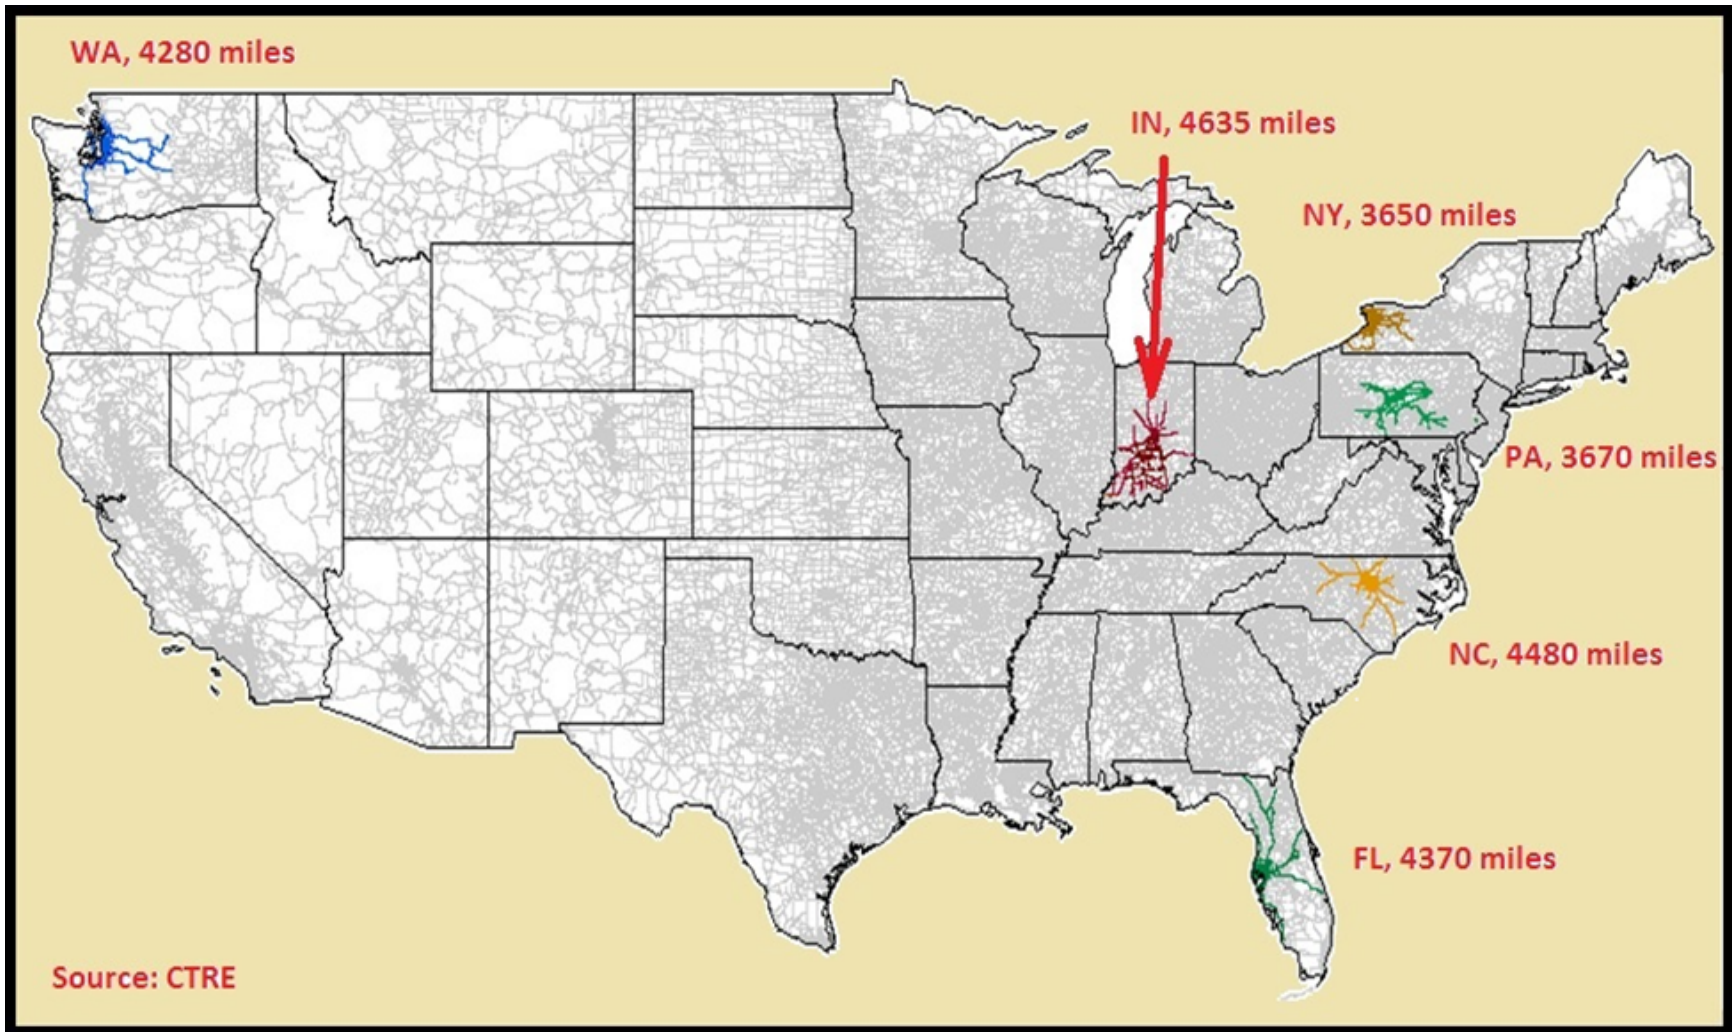 WA, 4280 miles
IN, 4635 miles
NY, 3650 miles
PA, 3670 miles
NC, 4480 miles
FL, 4370 miles
Source: CTRE